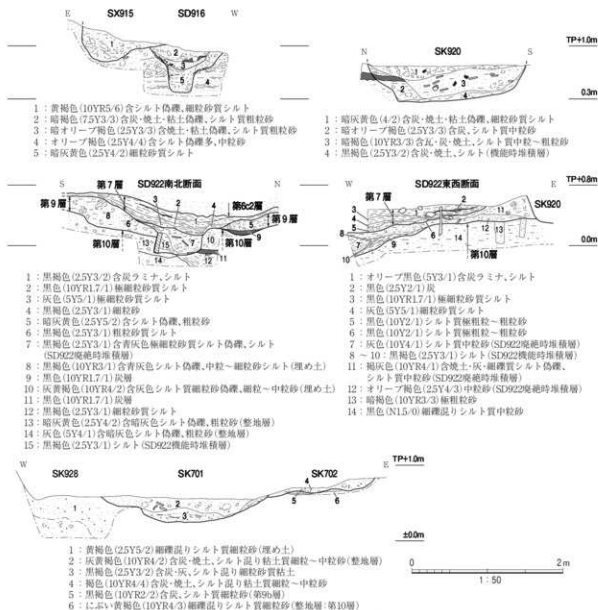 E SX915 SD916 W
TP+1.0m
N SK920 S
0.3m
1：黄褐色(10YR5/6)含シルト偽礫、細粒砂質シルト
2：暗褐色(7.5Y3/3)含炭・焼土・粘土偽礫、シルト質粗粒砂
3：暗オリーブ褐色(2.5Y3/3)含焼土・粘土偽礫、シルト質粗粒砂
4：オリーブ褐色(2.5Y4/4)含シルト偽礫多、中粒砂
5：暗灰黄色(2.5Y4/2)細粒砂質シルト
1：暗灰黄色(4/2)含炭・焼土・粘土偽礫、細粒砂質シルト
2：暗オリーブ褐色(2.5Y3/3)含炭、シルト質中粒砂
3：暗褐色(10YR3/3)含瓦・炭・焼土、シルト質中粒～粗粒砂
4：黒褐色(2.5Y3/2)含炭・焼土、シルト(機能時堆積層)
S SD922南北断面 N
第7層
第6c2層
第9層
第9層
第10層
第10層
TP+0.8m
W SD922東西断面 E
第7層
SK920
第10層
0.0m
1：黒褐色(2.5Y3/2)含炭ラミナ、シルト
2：黒色(10YR1.7/1)極細粒砂質シルト
3：灰色(5Y5/1)極細粒砂質シルト
4：黒褐色(2.5Y3/1)細粒砂
5：暗灰黄色(2.5Y5/2)含シルト偽礫、粗粒砂
6：黒褐色(2.5Y3/1)粗粒砂質シルト
7：黒褐色(2.5Y3/1)含青灰色極細粒砂質シルト偽礫、シルト
(SD922廃絶時堆積層)
8：黒褐色(10YR3/1)含青灰色シルト偽礫、中粒～細粒砂シルト(埋め土)
9：黒色(10YR1.7/1)炭層
10：灰黄褐色(10YR4/2)含灰色シルト質細粒砂偽礫、細粒～中粒砂(埋め土)
11：黒色(10YR1.7/1)炭層
12：黒褐色(2.5Y3/1)細粒砂質シルト
13：暗灰黄色(2.5Y4/2)含暗灰色シルト偽礫、粗粒砂(整地層)
14：灰色(5Y4/1)含暗灰色シルト偽礫、粗粒砂(整地層)
15：黒褐色(2.5Y3/1)シルト(SD922機能時堆積層)
1：オリーブ黒色(5Y3/1)含炭ラミナ、シルト
2：黒色(2.5Y2/1)炭
3：黒色(10YR1.7/1)極細粒砂質シルト
4：灰色(5Y5/1)細粒砂質シルト
5：黒色(10Y2/1)シルト質極粗粒～粗粒砂
6：黒色(10Y2/1)シルト質極粗粒～粗粒砂
7：灰色(10Y4/1)シルト質中粒砂(SD922廃絶時堆積層)
8～10：黒褐色(2.5Y3/1)シルト(SD922機能時堆積層)
11：褐灰色(10YR4/1)含焼土・灰・細礫質シルト偽礫、
シルト質中粒砂(SD922廃絶時堆積層)
12：オリーブ褐色(2.5Y4/3)中粒砂(SD922廃絶時堆積層)
13：暗褐色(10YR3/3)極粗粒砂
14：黒色(N1.5/0)細礫混りシルト質中粒砂
W SK928 SK701 SK702 E
TP+1.0m
±0.0m
1：黄褐色(2.5Y5/2)細礫混りシルト質細粒砂(埋め土)
2：灰黄褐色(10YR4/2)含炭・焼土、シルト混り粘土質細粒～中粒砂(整地層)
3：黒褐色(2.5Y3/2)含炭・灰、シルト混り細粒砂質粘土
4：褐色(10YR4/4)含炭・焼土、シルト混り粘土質細粒～中粒砂
5：黒褐色(10YR2/2)含炭、シルト質細粒砂(第9b層)
6：にぶい黄褐色(10YR4/3)細礫混りシルト質細粒砂(整地層：第10層)
0 2m
1：50